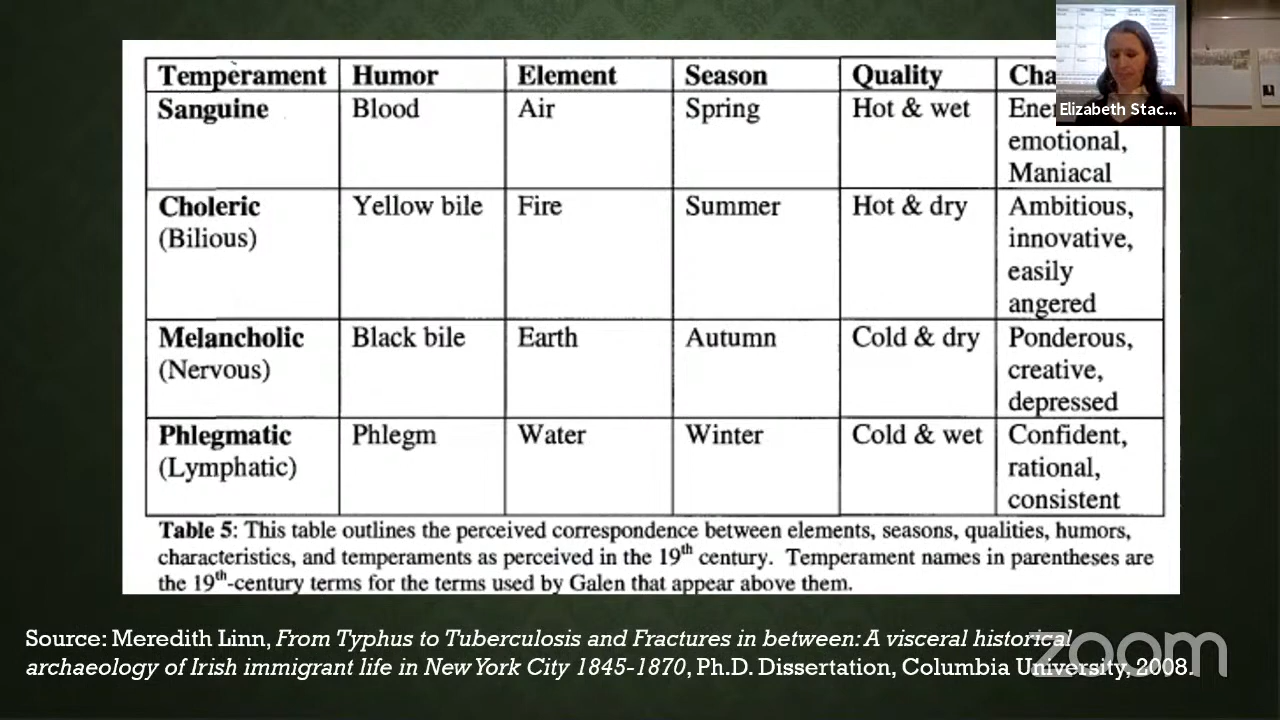 Temperament Humor Element Season Quality Cha
Sanguine Blood Air Spring Hot & wet Ene
emotional,
Maniacal
Choleric Yellow bile Fire Summer Hot & dry Ambitious,
(Bilious) innovative,
easily
angered
Melancholic Black bile Earth Autumn Cold & dry Ponderous,
(Nervous) creative,
depressed
Phlegmatic Phlegm Water Winter Cold & wet Confident,
(Lymphatic) rational,
consistent
Table 5: This table outlines the perceived correspondence between elements, seasons, qualities, humors,
characteristics, and temperaments as perceived in the 19th century. Temperament names in parentheses are
the 19th-century terms for the terms used by Galen that appear above them.
Elizabeth Stac...
Source: Meredith Linn, From Typhus to Tuberculosis and Fractures in between: A visceral historical
archaeology of Irish immigrant life in New York City 1845-1870, Ph.D. Dissertation, Columbia University, 2008.
zoom